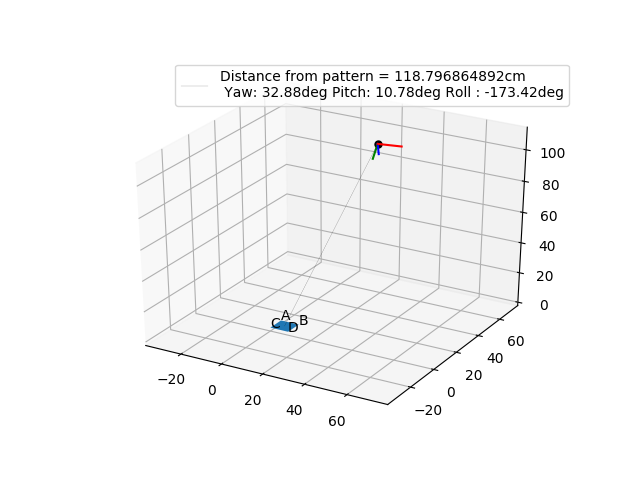 Distance from pattern = 118.796864892cm
Yaw: 32.88deg Pitch: 10.78deg Roll : -173.42deg
100
80
60
40
20
0
A
C
B
D
60
40
20
0
−20
−20
0
20
40
60